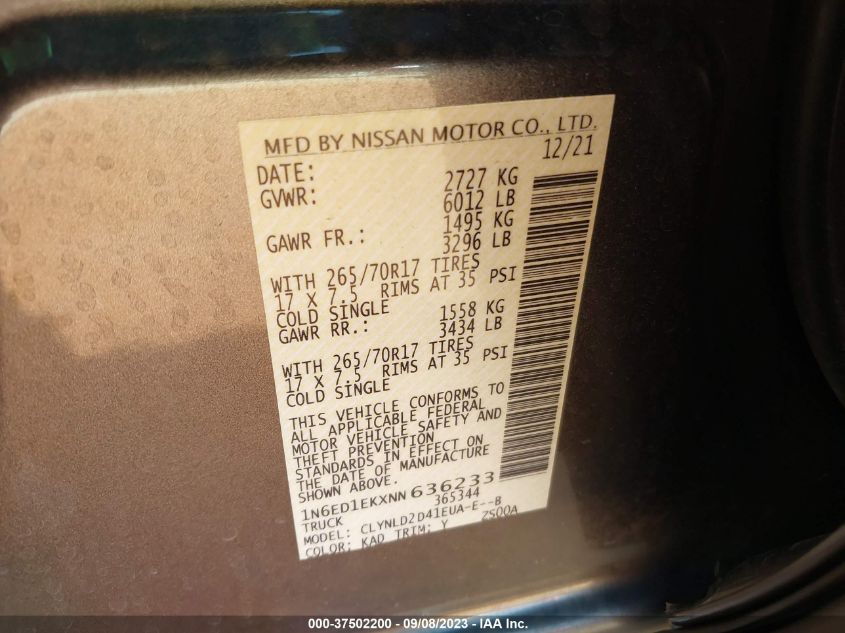 MFD BY NISSAN MOTOR CO., LTD.
DATE: 12/21
GVWR: 2727 KG
6012 LB
GAWR FR.: 1495 KG
3296 LB
WITH 265/70R17 TIRES
17 X 7.5 RIMS AT 35 PSI
COLD SINGLE
GAWR RR.: 1558 KG
3434 LB
WITH 265/70R17 TIRES
17 X 7.5 RIMS AT 35 PSI
COLD SINGLE
THIS VEHICLE CONFORMS TO
ALL APPLICABLE FEDERAL
MOTOR VEHICLE SAFETY AND
THEFT PREVENTION
STANDARDS IN EFFECT ON
THE DATE OF MANUFACTURE
SHOWN ABOVE.
1N6ED1EKXNN636233
TRUCK 365344
MODEL: CLYNLD2D41EUA-E--B
COLOR: KAD TRIM: Y 2500A
000-37502200 - 09/08/2023 - IAA Inc.